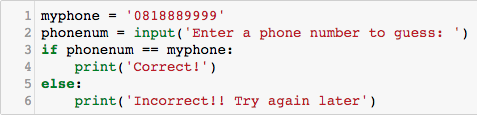 1 myphone = '0818889999'
2 phonenum = input('Enter a phone number to guess: ')
3 if phonenum == myphone:
4     print('Correct!')
5 else:
6     print('Incorrect!! Try again later')